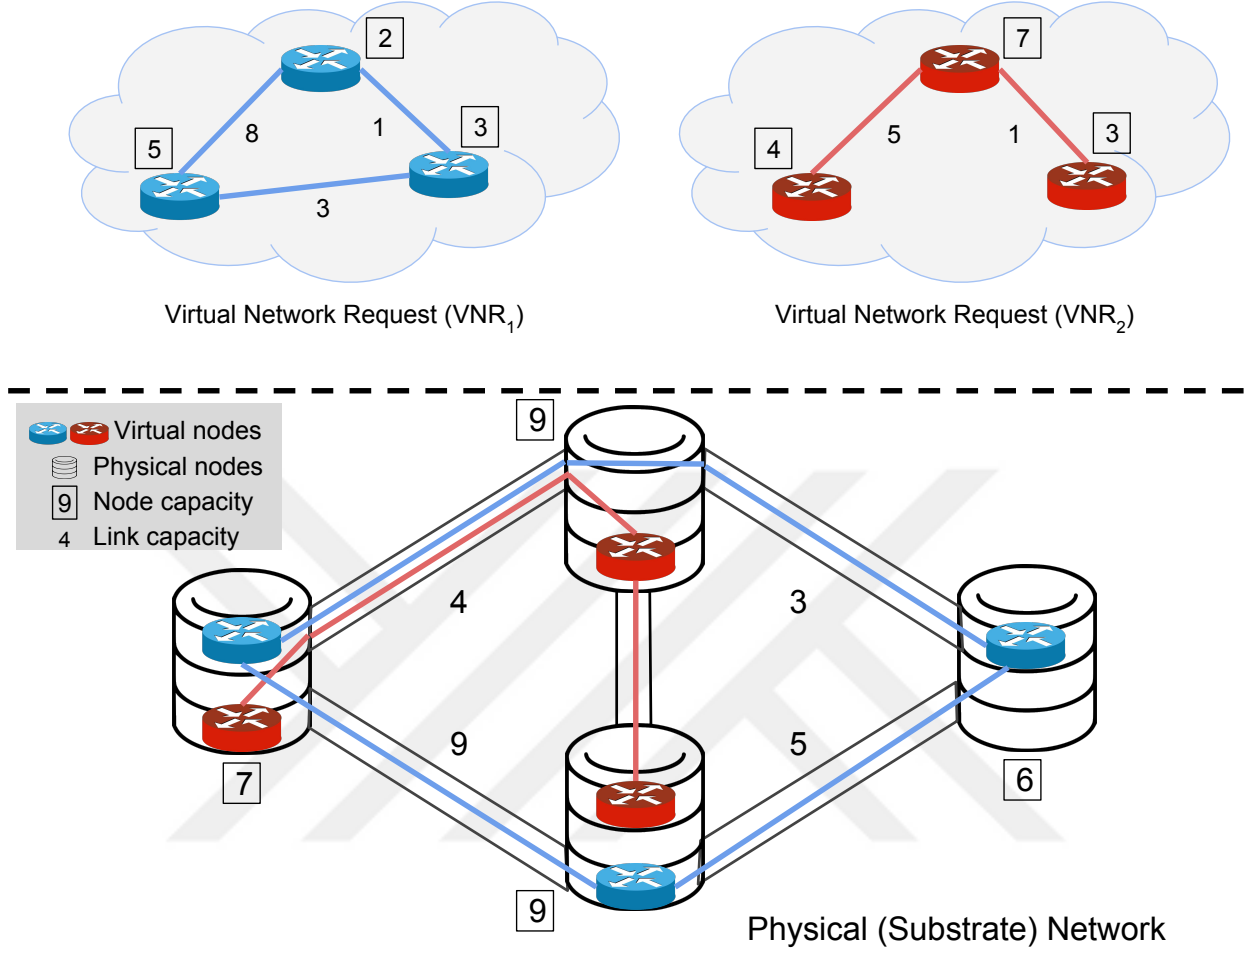 2
7
8
1
3
5
3
5
1
3
4
Virtual Network Request (VNR1)
Virtual Network Request (VNR2)
Virtual nodes
Physical nodes
9 Node capacity
4 Link capacity
9
4
3
9
5
7
6
9
Physical (Substrate) Network